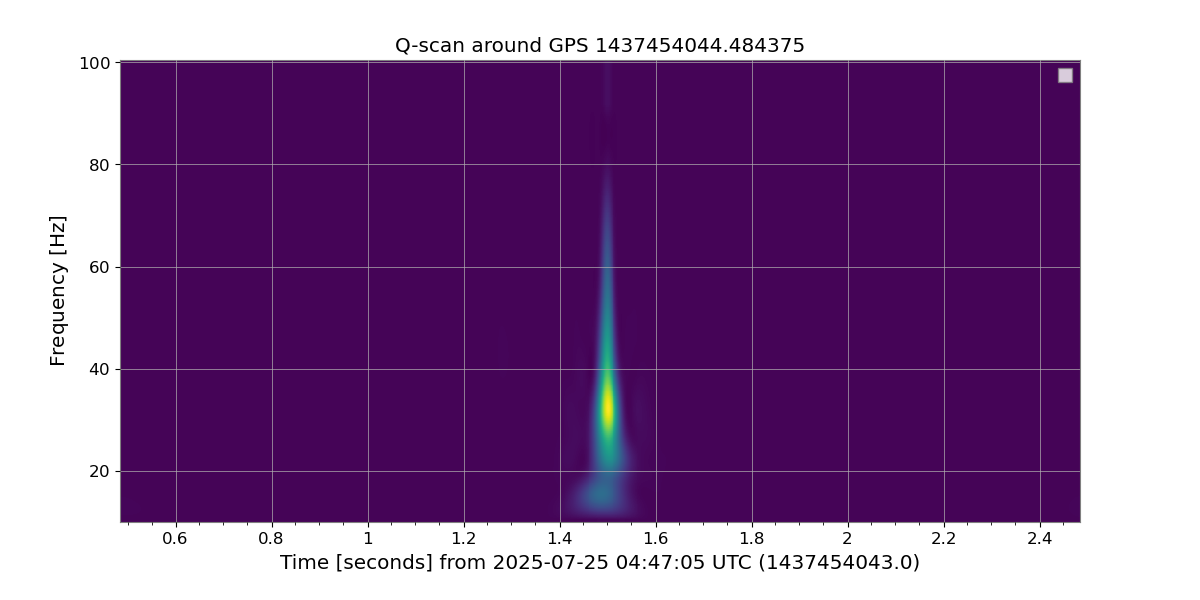 Q-scan around GPS 1437454044.484375
100
80
60
40
20
Frequency [Hz]
0.6 0.8 1 1.2 1.4 1.6 1.8 2 2.2 2.4
Time [seconds] from 2025-07-25 04:47:05 UTC (1437454043.0)